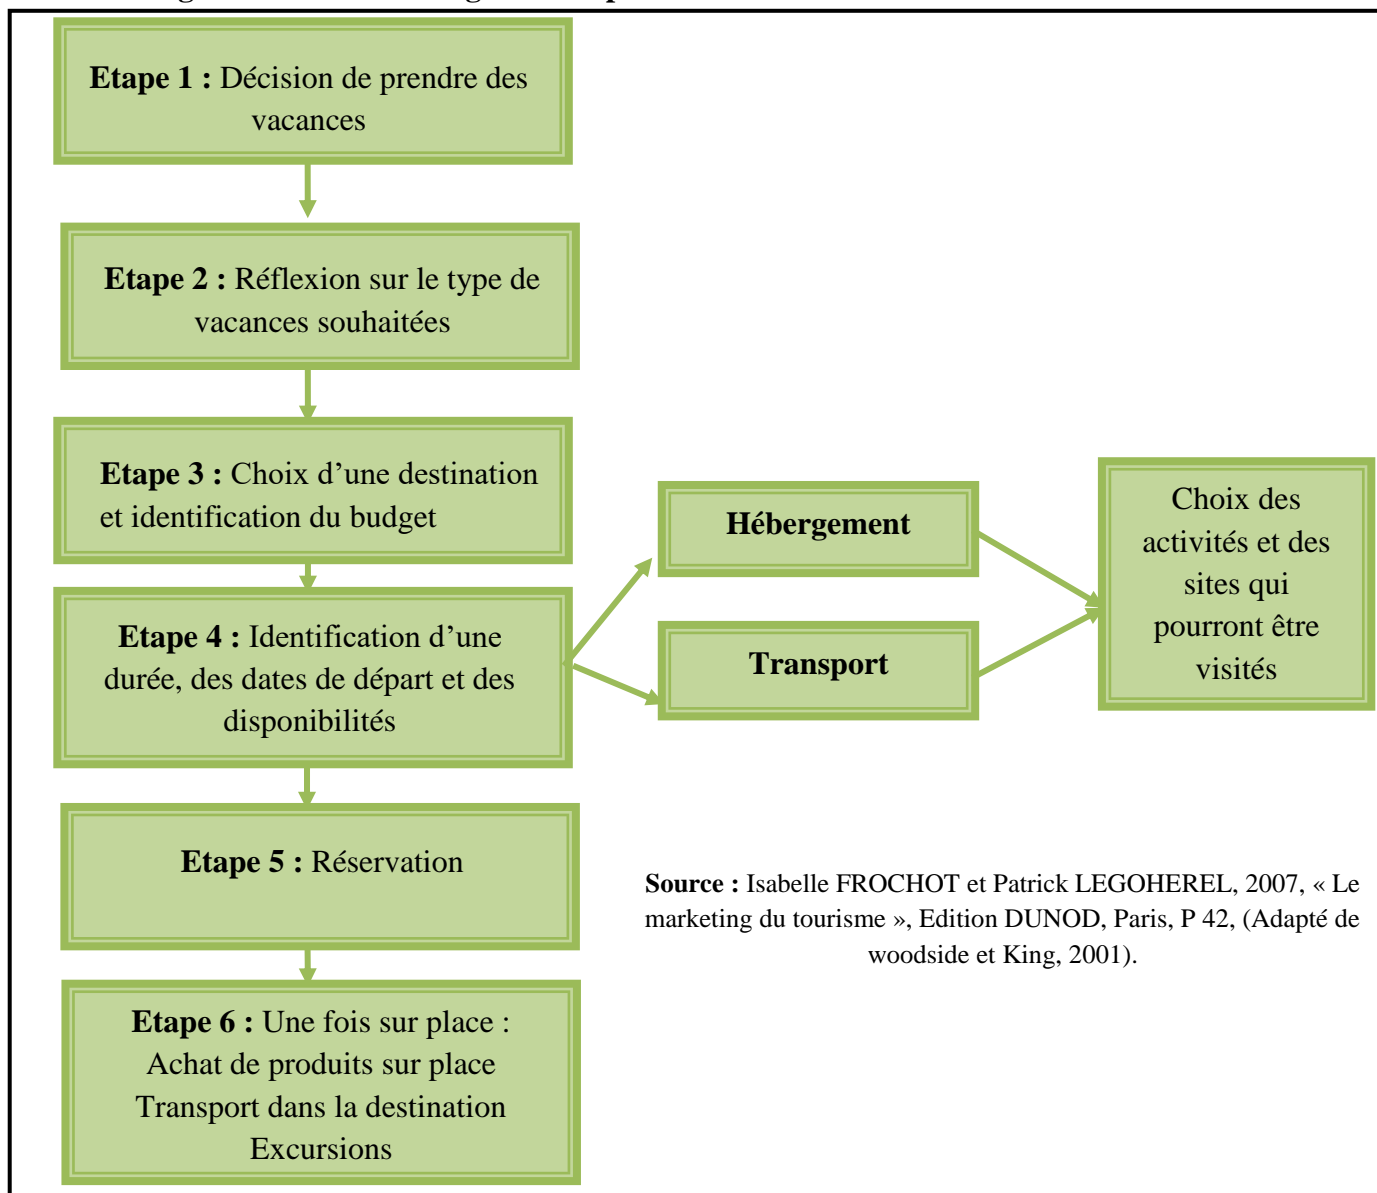 Etape 1 : Décision de prendre des
vacances
Etape 2 : Réflexion sur le type de
vacances souhaitées
Etape 3 : Choix d’une destination
et identification du budget
Etape 4 : Identification d’une
durée, des dates de départ et des
disponibilités
Hébergement
Transport
Choix des
activités et des
sites qui
pourront être
visités
Etape 5 : Réservation
Source : Isabelle FROCHOT et Patrick LEGOHEREL, 2007, « Le
marketing du tourisme », Edition DUNOD, Paris, P 42, (Adapté de
woodside et King, 2001).
Etape 6 : Une fois sur place :
Achat de produits sur place
Transport dans la destination
Excursions